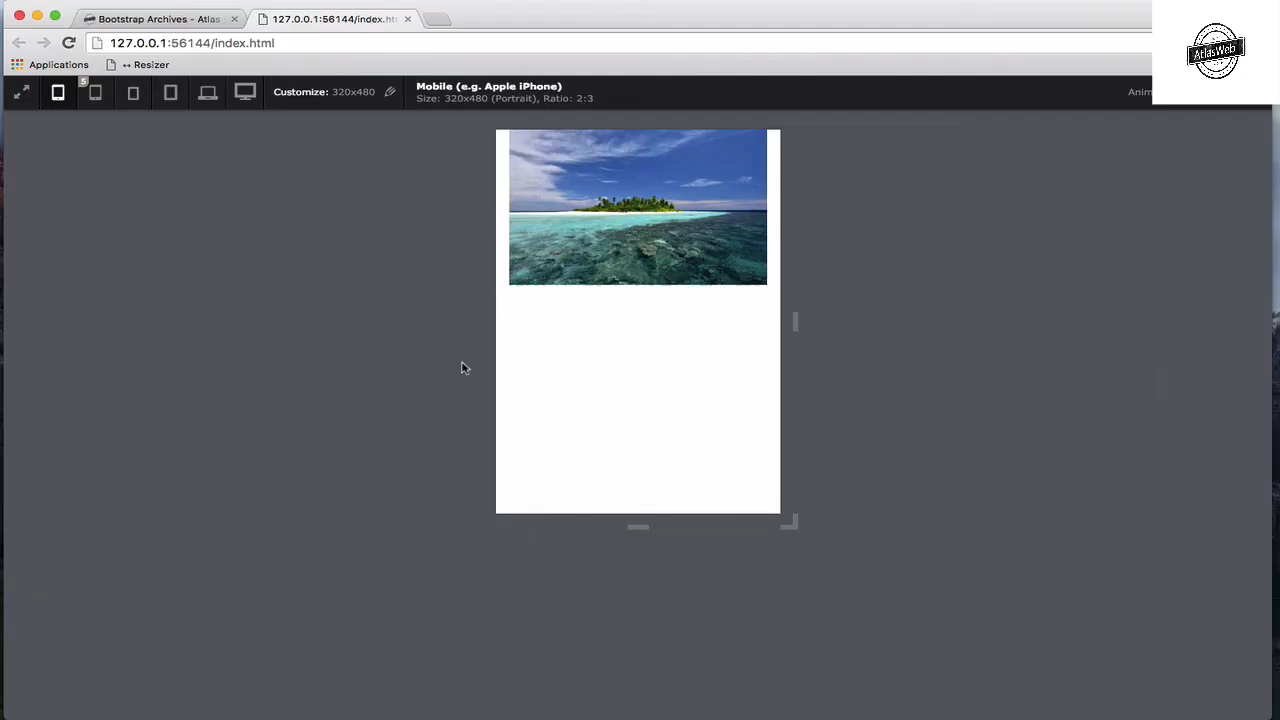 Bootstrap Archives - Atlas
127.0.0.1:56144/index.ht
127.0.0.1:56144/index.html
Applications
↔ Resizer
5
Customize: 320x480
Mobile (e.g. Apple iPhone)
Size: 320x480 (Portrait), Ratio: 2:3
Anim
AtlasWeb